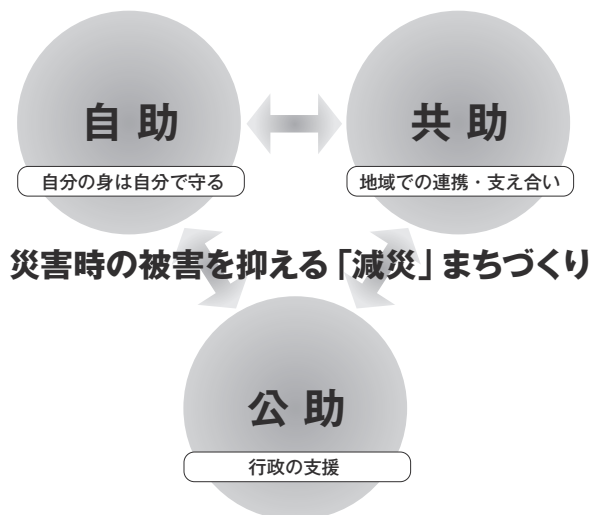 自助
共助
自分の身は自分で守る
地域での連携・支え合い
災害時の被害を抑える「減災」まちづくり
公助
行政の支援